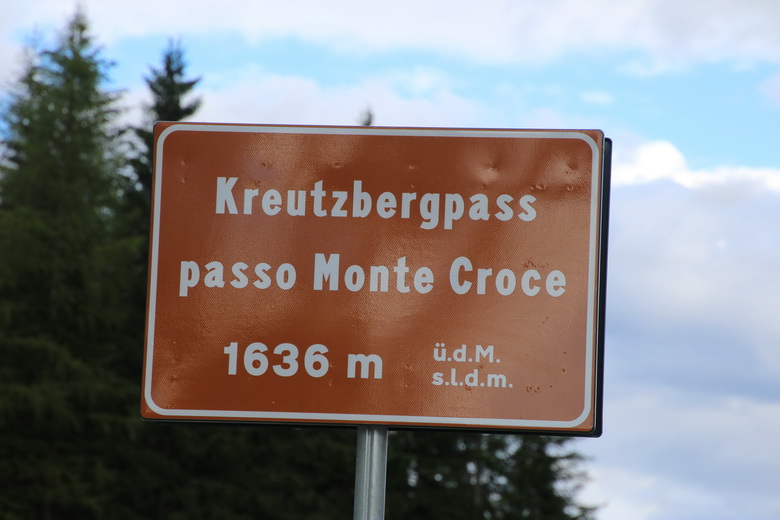 Kreutzbergpass
passo Monte Croce
1636 m
ü.d.M.
s.l.d.m.